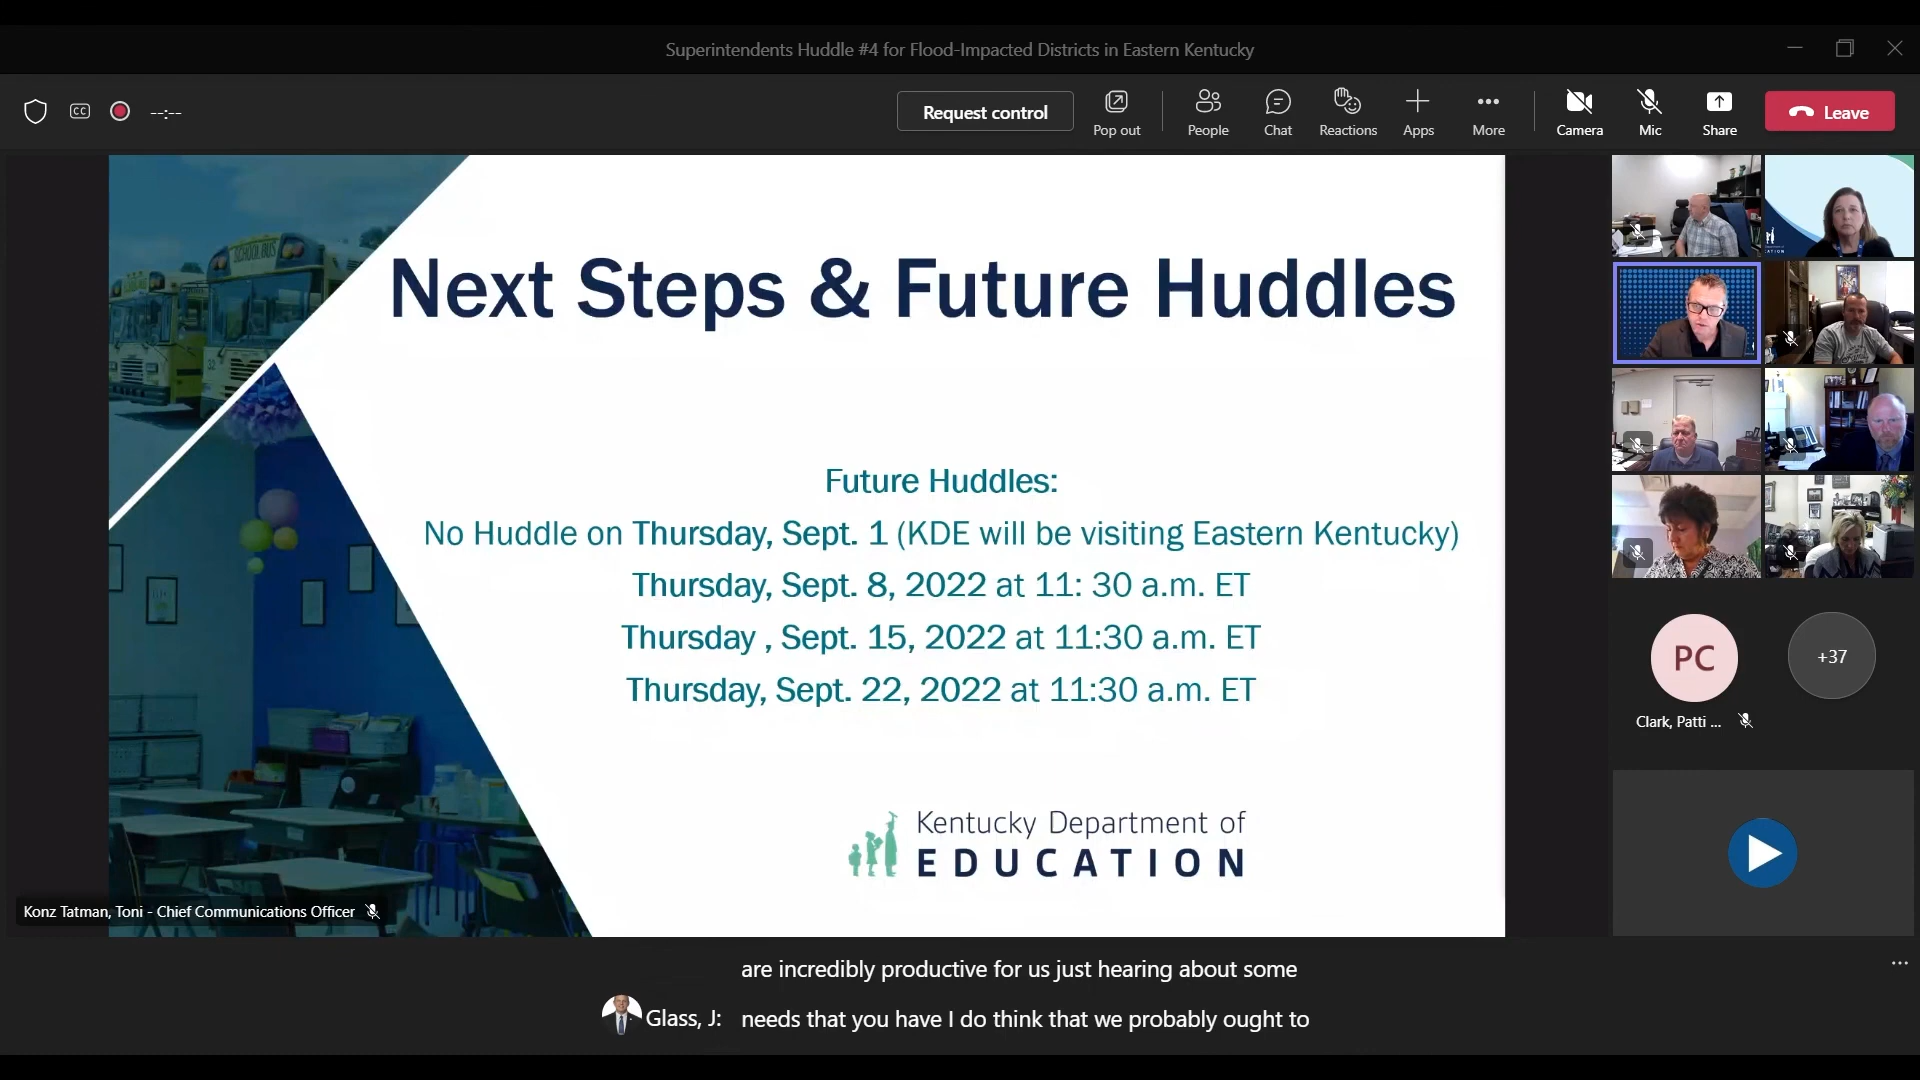 Superintendents Huddle #4 for Flood-Impacted Districts in Eastern Kentucky
CC
--:--
Request control
Pop out
People
Chat
Reactions
Apps
More
Camera
Mic
Share
Leave
SCHOOL BUS
Next Steps & Future Huddles
Future Huddles:
No Huddle on Thursday, Sept. 1 (KDE will be visiting Eastern Kentucky)
Thursday, Sept. 8, 2022 at 11: 30 a.m. ET
Thursday , Sept. 15, 2022 at 11:30 a.m. ET
Thursday, Sept. 22, 2022 at 11:30 a.m. ET
Kentucky Department of
EDUCATION
Konz Tatman, Toni - Chief Communications Officer
PC
+37
Clark, Patti ...
are incredibly productive for us just hearing about some
Glass, J: needs that you have I do think that we probably ought to